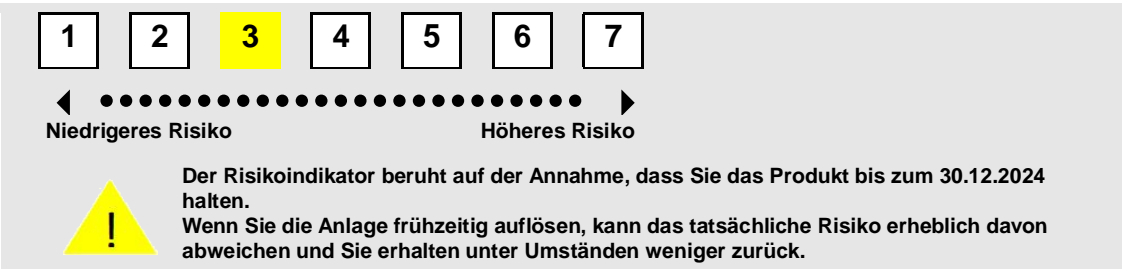 1 2 3 4 5 6 7
Niedrigeres Risiko Höheres Risiko
Der Risikoindikator beruht auf der Annahme, dass Sie das Produkt bis zum 30.12.2024
halten.
! Wenn Sie die Anlage frühzeitig auflösen, kann das tatsächliche Risiko erheblich davon
abweichen und Sie erhalten unter Umständen weniger zurück.